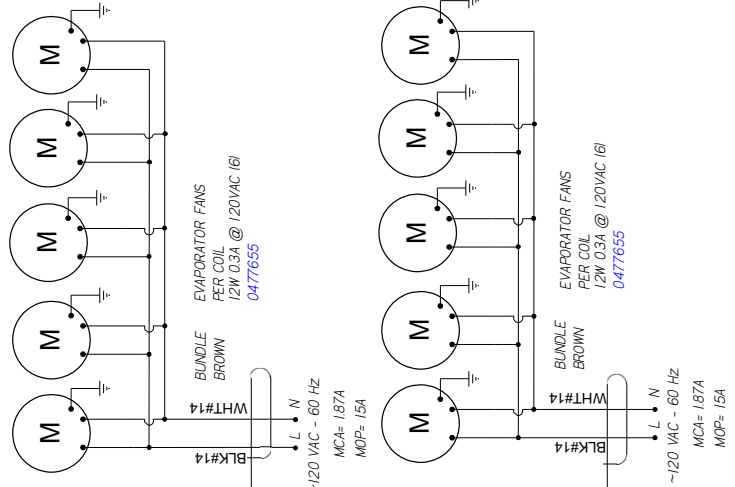 M
M
M
M
M
EVAPORATOR FANS
PER COIL
12W 0.3A @ 120VAC (6)
0477655
BUNDLE
BROWN
WHT#14
BLK#14
L N
~120 VAC - 60 Hz
MCA= 1.87A
MOP= 15A
M
M
M
M
M
EVAPORATOR FANS
PER COIL
12W 0.3A @ 120VAC (6)
0477655
BUNDLE
BROWN
WHT#14
BLK#14
L N
~120 VAC - 60 Hz
MCA= 1.87A
MOP= 15A